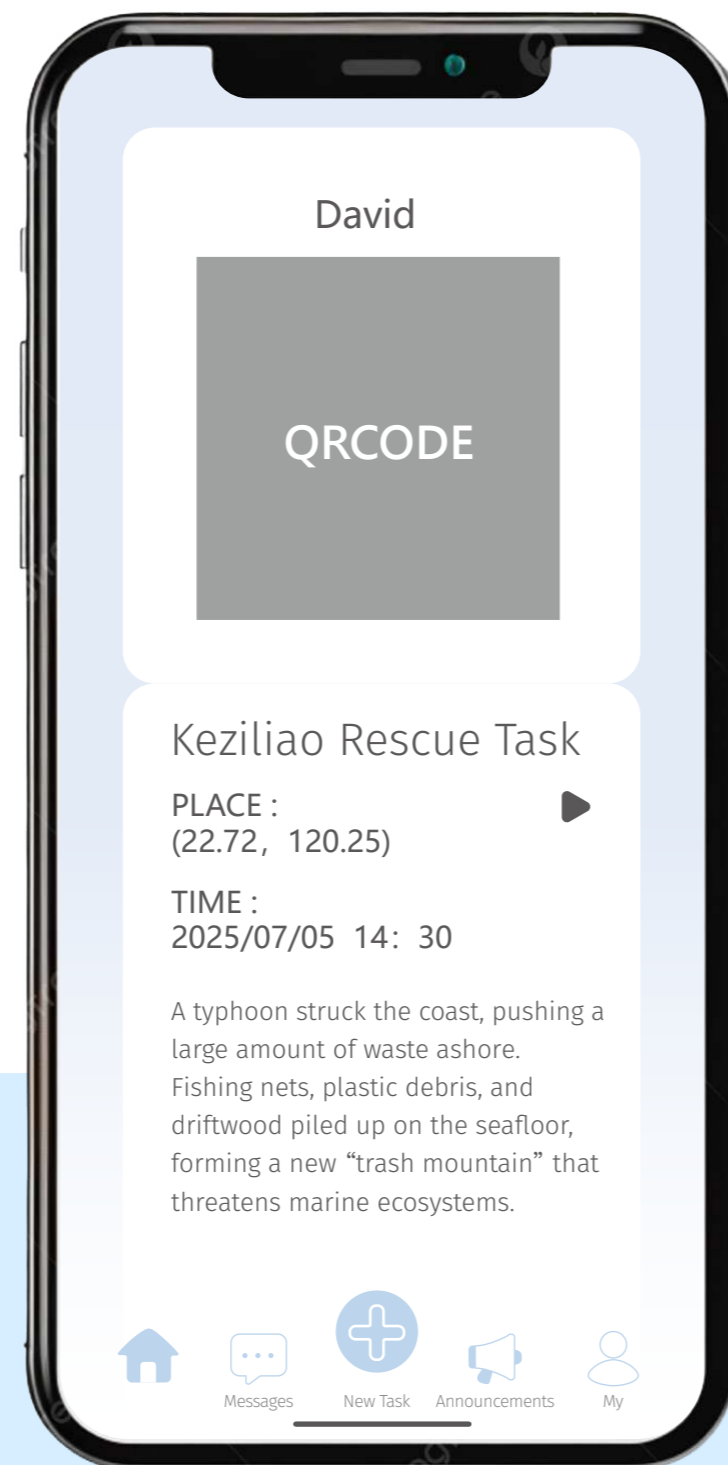 David
QRCODE
Keziliao Rescue Task
PLACE :
(22.72, 120.25)
TIME :
2025/07/05 14: 30
A typhoon struck the coast, pushing a
large amount of waste ashore.
Fishing nets, plastic debris, and
driftwood piled up on the seafloor,
forming a new “trash mountain” that
threatens marine ecosystems.
Messages
New Task
Announcements
My